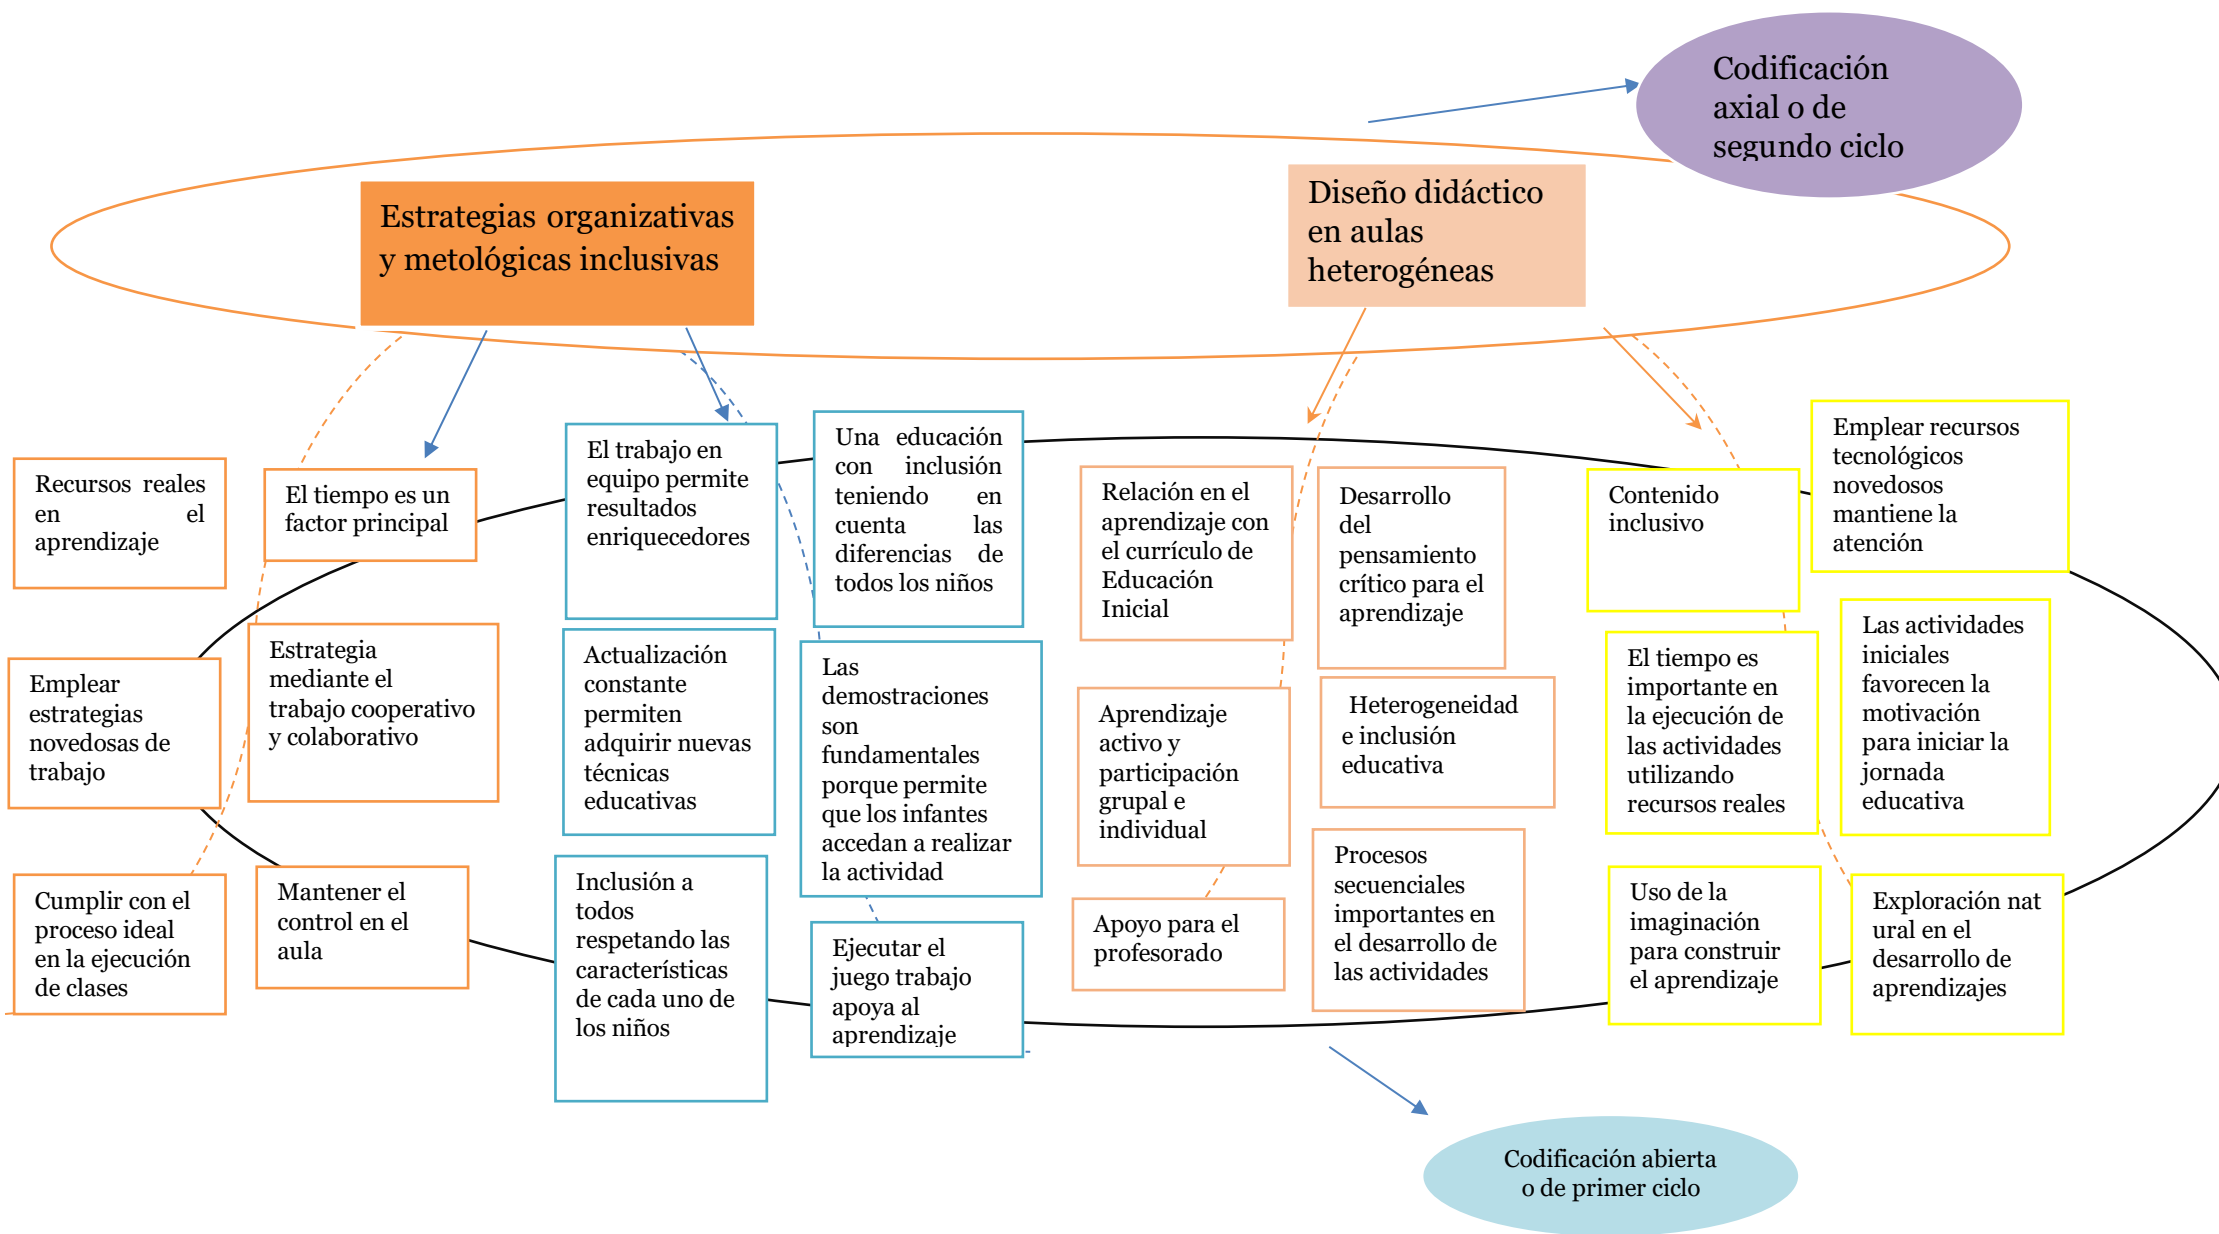 Codificación
axial o de
segundo ciclo
Estrategias organizativas
y metológicas inclusivas
Diseño didáctico
en aulas
heterogéneas
Recursos reales
en el
aprendizaje
El tiempo es un
factor principal
El trabajo en
equipo permite
resultados
enriquecedores
Una educación
con inclusión
teniendo en
cuenta las
diferencias de
todos los niños
Relación en el
aprendizaje con
el currículo de
Educación
Inicial
Desarrollo
del
pensamiento
crítico para el
aprendizaje
Contenido
inclusivo
Emplear recursos
tecnológicos
novedosos
mantiene la
atención
Emplear
estrategias
novedosas de
trabajo
Estrategia
mediante el
trabajo cooperativo
y colaborativo
Actualización
constante
permiten
adquirir nuevas
técnicas
educativas
Las
demostraciones
son
fundamentales
porque permite
que los infantes
accedan a realizar
la actividad
Aprendizaje
activo y
participación
grupal e
individual
Heterogeneidad
e inclusión
educativa
El tiempo es
importante en
la ejecución de
las actividades
utilizando
recursos reales
Las actividades
iniciales
favorecen la
motivación
para iniciar la
jornada
educativa
Cumplir con el
proceso ideal
en la ejecución
de clases
Mantener el
control en el
aula
Inclusión a
todos
respetando las
características
de cada uno de
los niños
Ejecutar el
juego trabajo
apoya al
aprendizaje
Apoyo para el
profesorado
Procesos
secuenciales
importantes en
el desarrollo de
las actividades
Uso de la
imaginación
para construir
el aprendizaje
Exploración nat
ural en el
desarrollo de
aprendizajes
Codificación abierta
o de primer ciclo